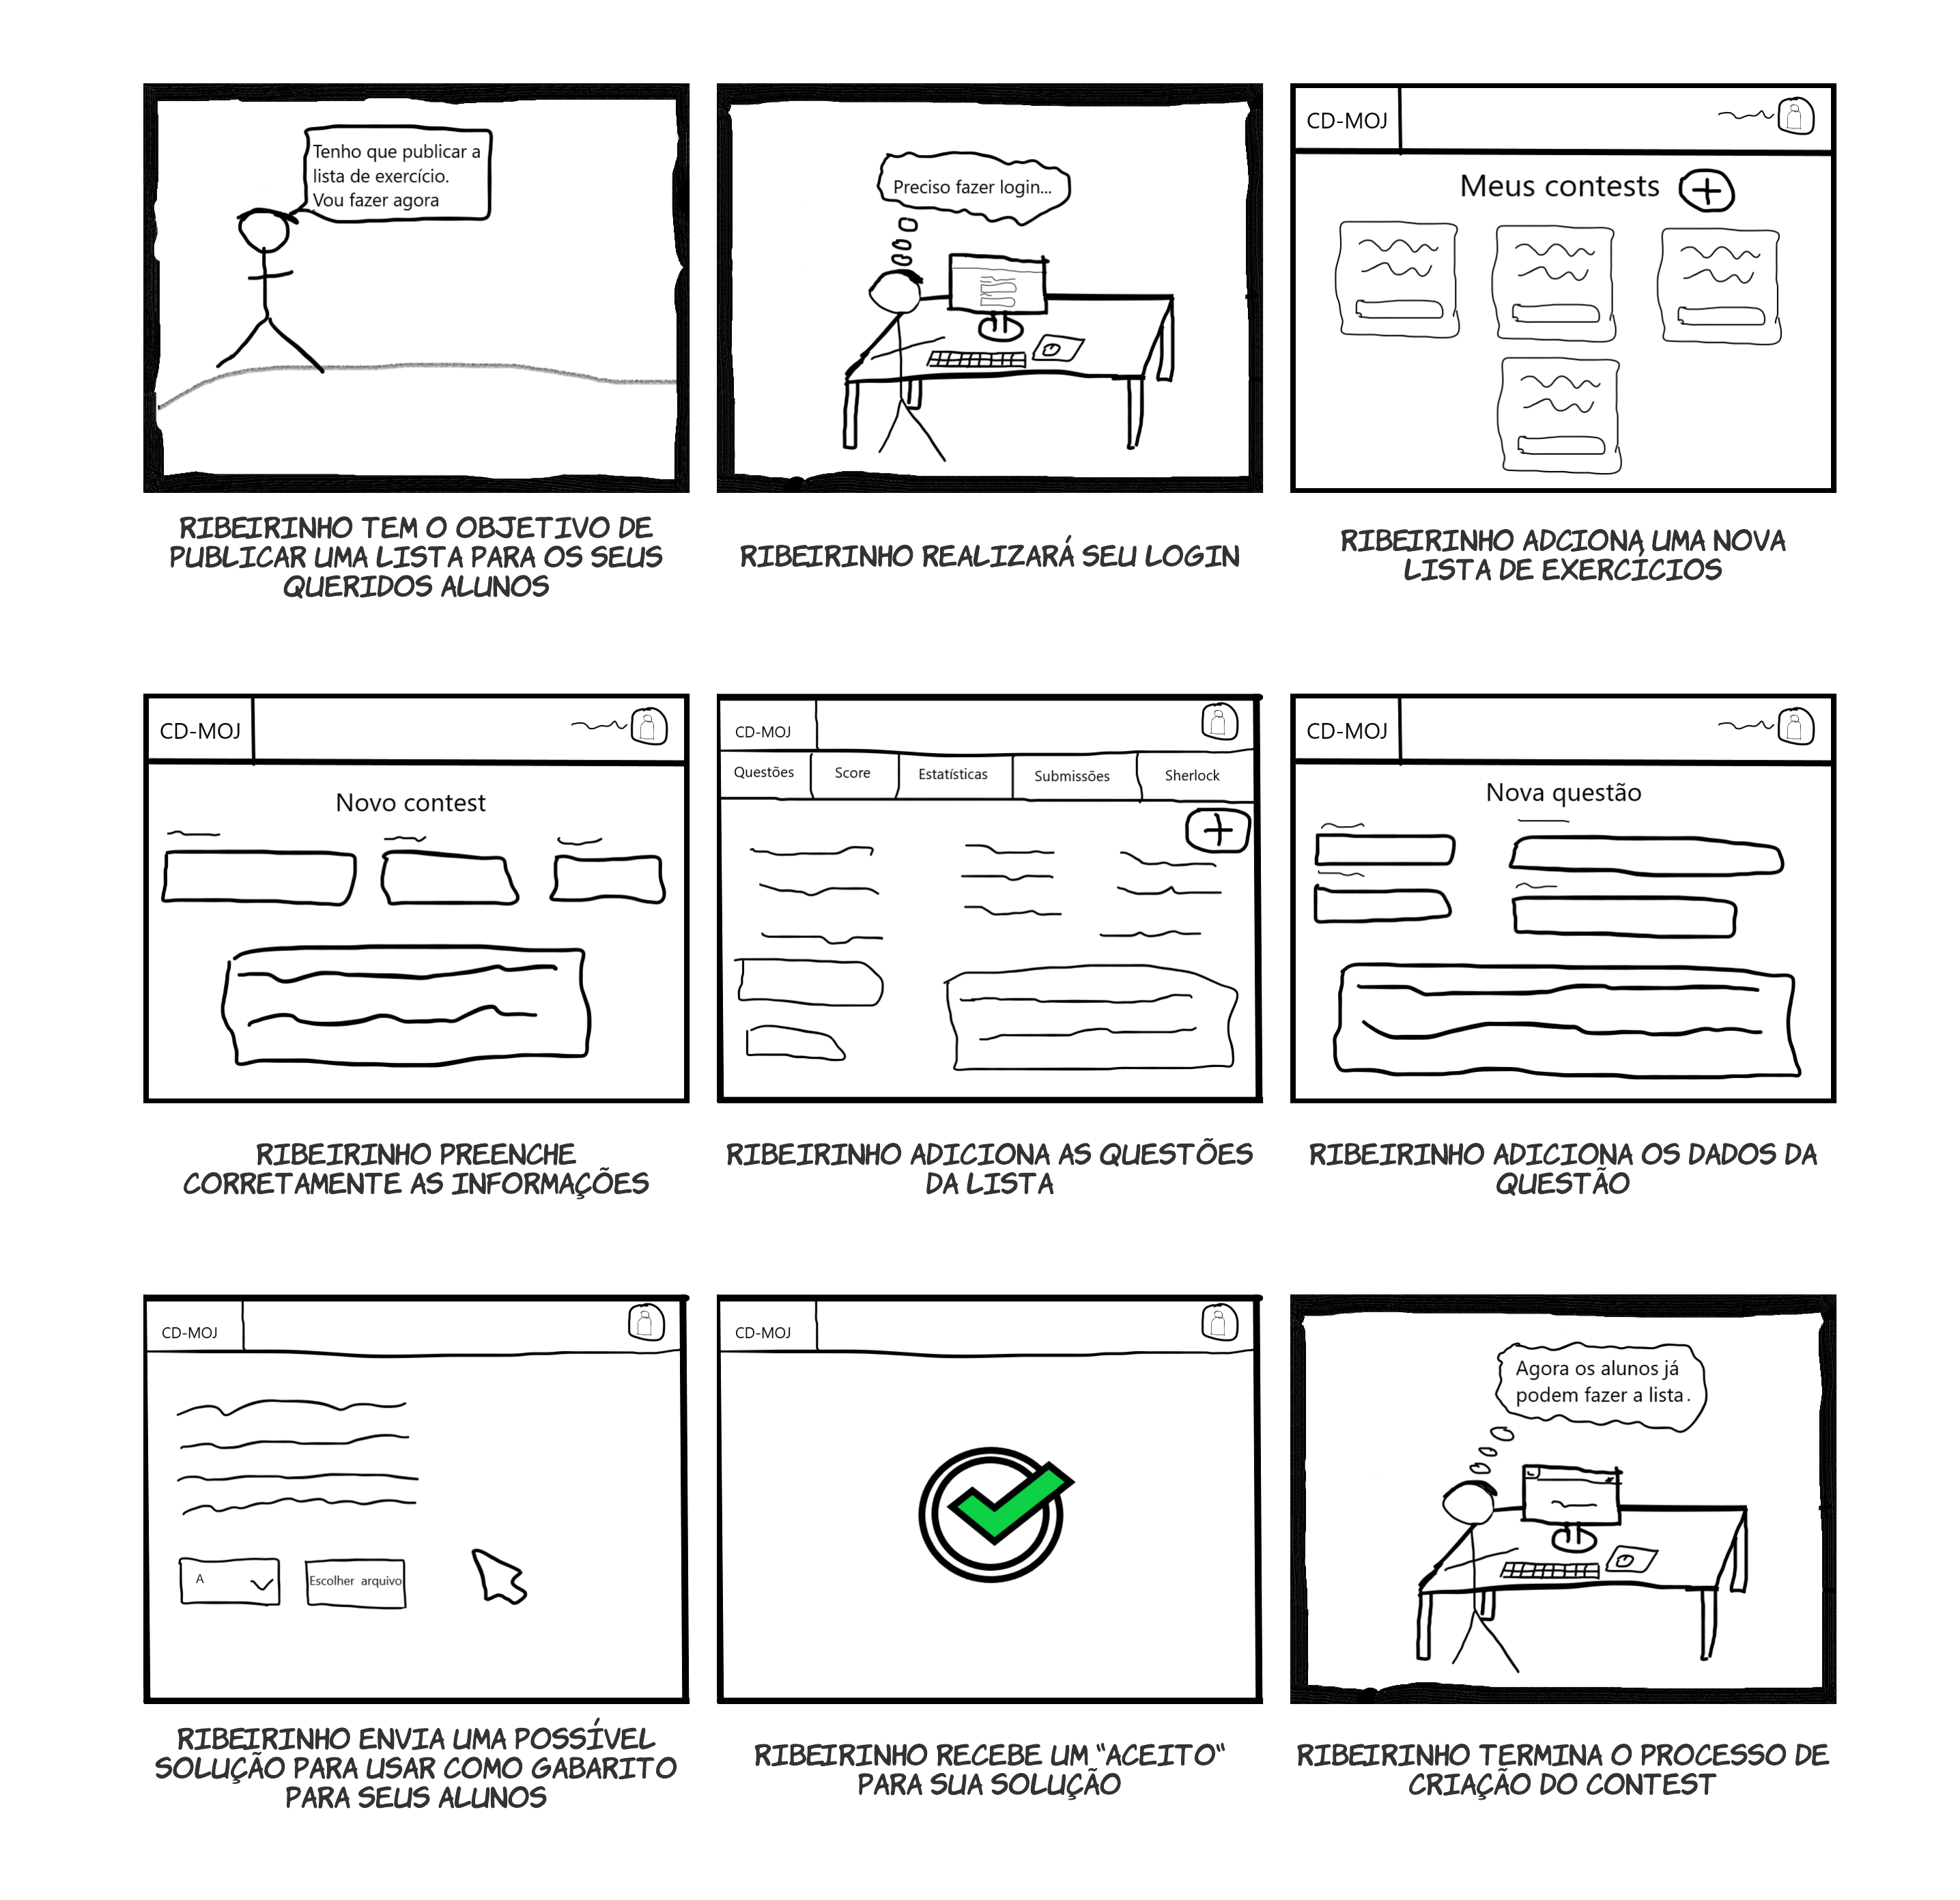 Tenho que publicar a
lista de exercício.
Vou fazer agora
RIBEIRINHO TEM O OBJETIVO DE
PUBLICAR UMA LISTA PARA OS SEUS
QUERIDOS ALUNOS
Preciso fazer login...
RIBEIRINHO REALIZARÁ SEU LOGIN
CD-MOJ
Meus contests
RIBEIRINHO ADCIONA UMA NOVA
LISTA DE EXERCÍCIOS
CD-MOJ
Novo contest
RIBEIRINHO PREENCHE
CORRETAMENTE AS INFORMAÇÕES
CD-MOJ
Questões Score Estatísticas Submissões Sherlock
RIBEIRINHO ADICIONA AS QUESTÕES
DA LISTA
CD-MOJ
Nova questão
RIBEIRINHO ADICIONA OS DADOS DA
QUESTÃO
CD-MOJ
A Escolher arquivo
RIBEIRINHO ENVIA UMA POSSÍVEL
SOLUÇÃO PARA USAR COMO GABARITO
PARA SEUS ALUNOS
CD-MOJ
RIBEIRINHO RECEBE UM "ACEITO"
PARA SUA SOLUÇÃO
Agora os alunos já
podem fazer a lista.
RIBEIRINHO TERMINA O PROCESSO DE
CRIAÇÃO DO CONTEST